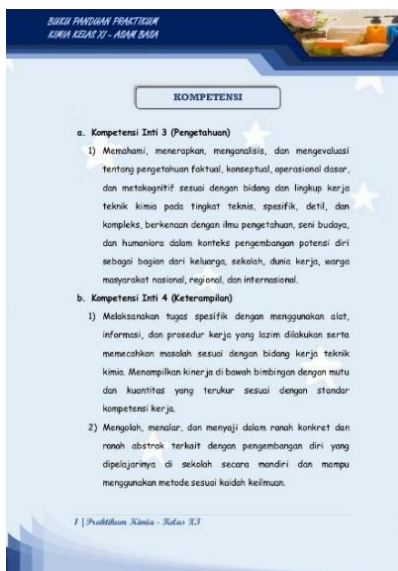 BUKU PANDUAN PRAKTIKUM
KIMIA KELAS XI - ASAM BASA
KOMPETENSI
a. Kompetensi Inti 3 (Pengetahuan)
1) Memahami, menerapkan, menganalisis, dan mengevaluasi
tentang pengetahuan faktual, konseptual, operasional dasar,
dan metakognitif sesuai dengan bidang dan lingkup kerja
teknik kimia pada tingkat teknis, spesifik, detil, dan
kompleks, berkenaan dengan ilmu pengetahuan, seni budaya,
dan humaniora dalam konteks pengembangan potensi diri
sebagai bagian dari keluarga, sekolah, dunia kerja, warga
masyarakat nasional, regional, dan internasional.
b. Kompetensi Inti 4 (Keterampilan)
1) Melaksanakan tugas spesifik dengan menggunakan alat,
informasi, dan prosedur kerja yang lazim dilakukan serta
memecahkan masalah sesuai dengan bidang kerja teknik
kimia. Menampilkan kinerja di bawah bimbingan dengan mutu
dan kuantitas yang terukur sesuai dengan standar
kompetensi kerja.
2) Mengolah, menalar, dan menyaji dalam ranah konkret dan
ranah abstrak terkait dengan pengembangan diri yang
dipelajarinya di sekolah secara mandiri dan mampu
menggunakan metode sesuai kaidah keilmuan.
1 | Praktikum Kimia - Kelas XI